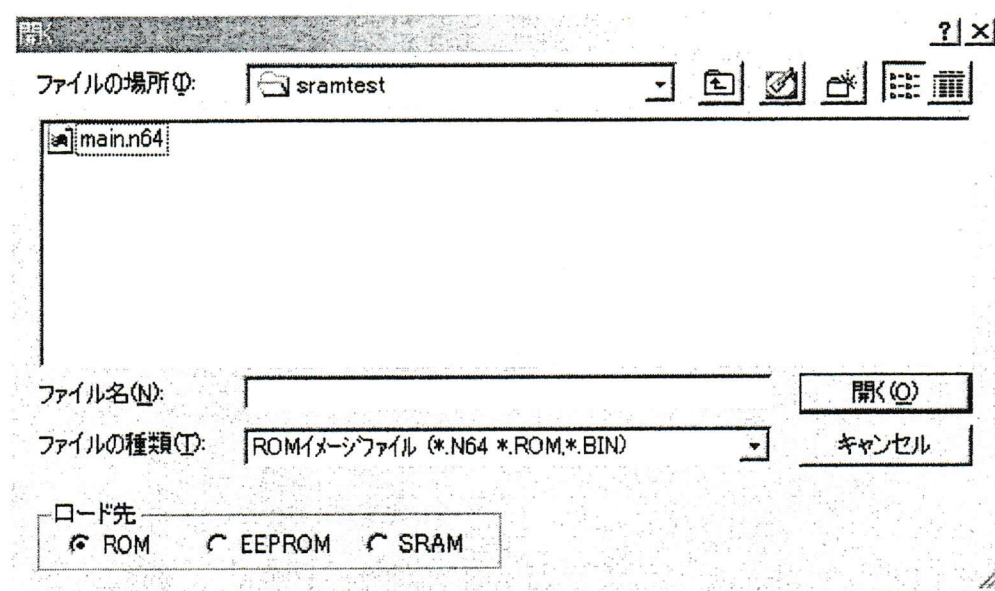 開く
ファイルの場所(I):
sramtest
main.n64
ファイル名(N):
開く(O)
ファイルの種類(T):
ROMイメージファイル (*.N64 *.ROM,*.BIN)
キャンセル
ロード先
ROM
EEPROM
SRAM